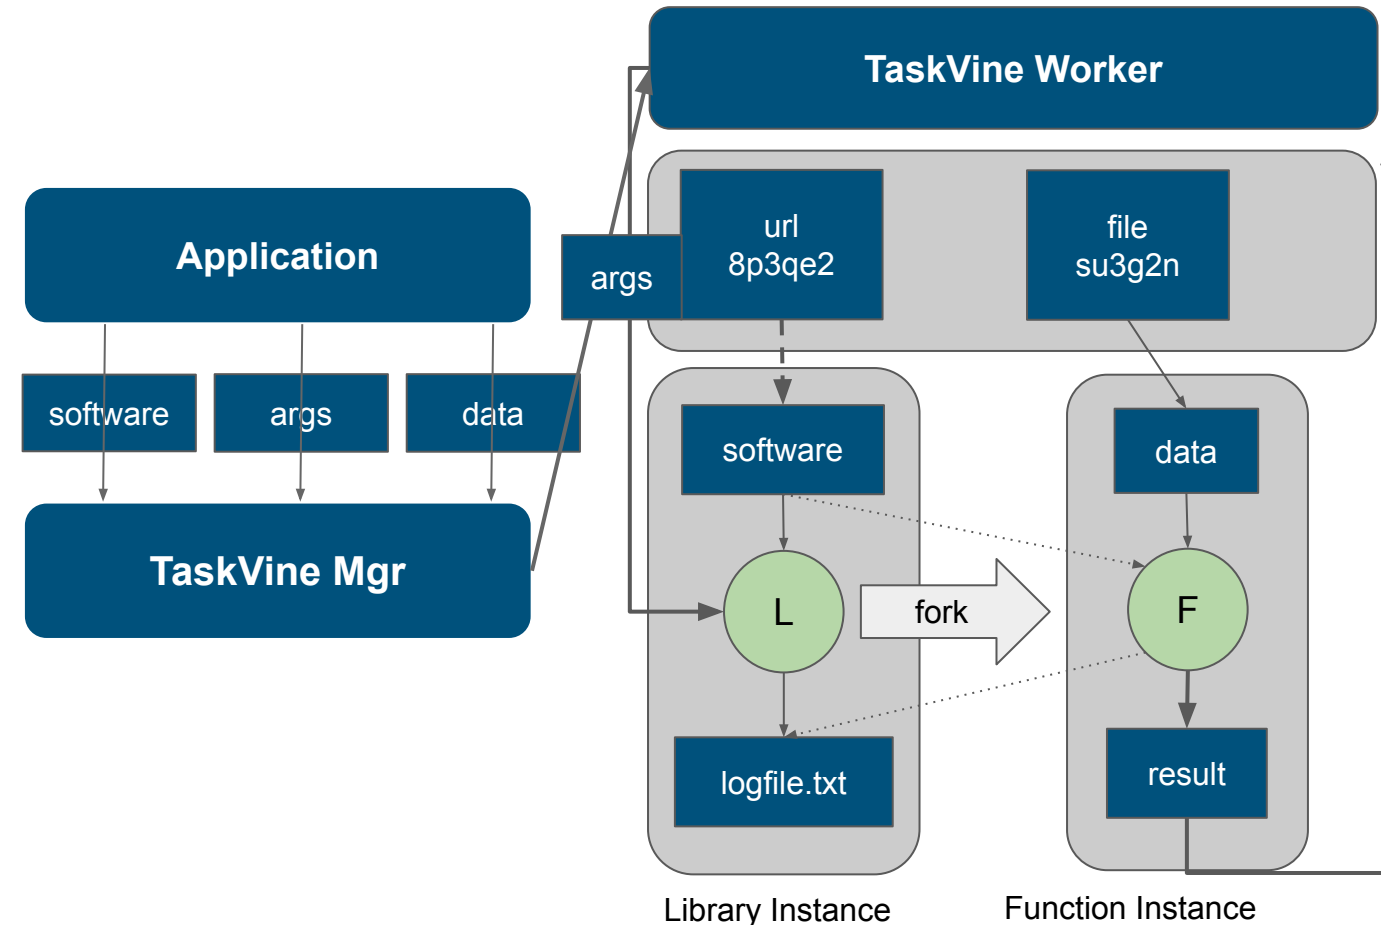 TaskVine Worker
Application
args
url
8p3qe2
file
su3g2n
software
args
data
software
data
TaskVine Mgr
L
fork
F
logfile.txt
result
Library Instance
Function Instance